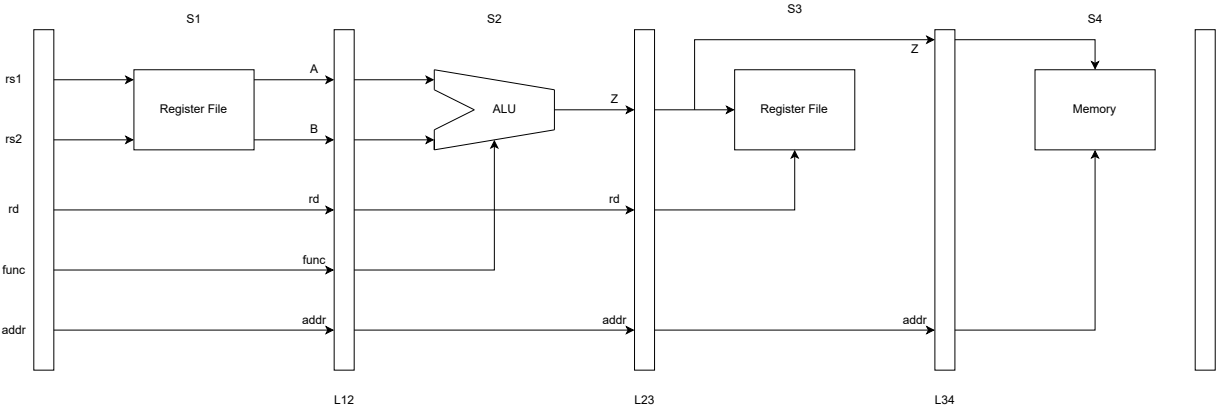 S1
S2
S3
S4
rs1
A
Z
Register File
ALU
Z
Register File
Memory
rs2
B
rd
rd
rd
func
func
addr
addr
addr
addr
L12
L23
L34